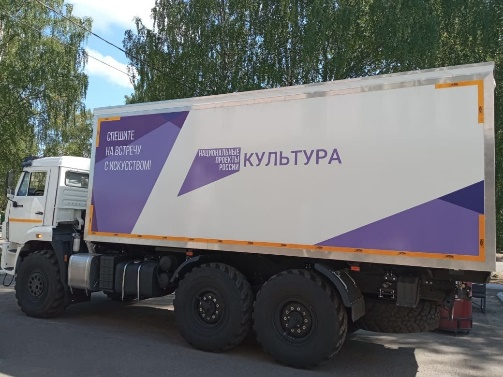 СПЕШИТЕ
НА ВСТРЕЧУ
С ИСКУССТВОМ!
НАЦИОНАЛЬНЫЕ
ПРОЕКТЫ
РОССИИ
КУЛЬТУРА